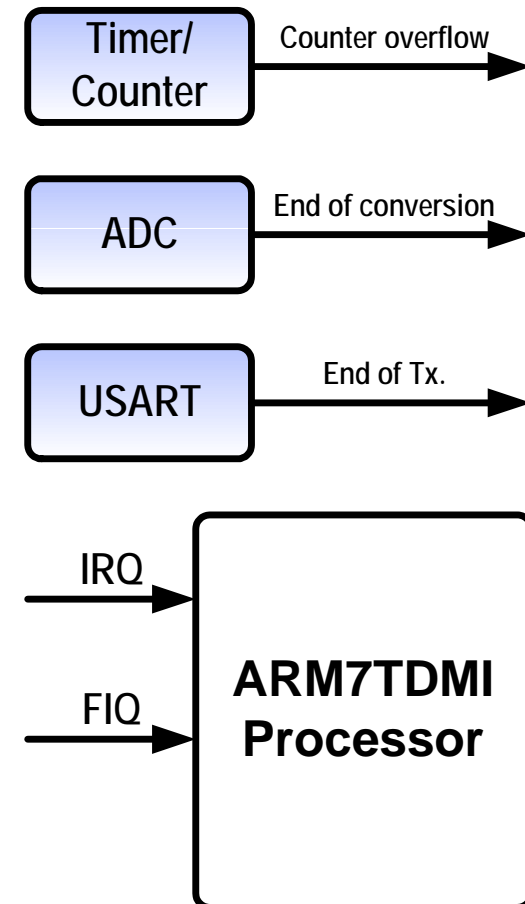 Timer/
Counter
Counter overflow
ADC
End of conversion
USART
End of Tx.
IRQ
FIQ
ARM7TDMI
Processor